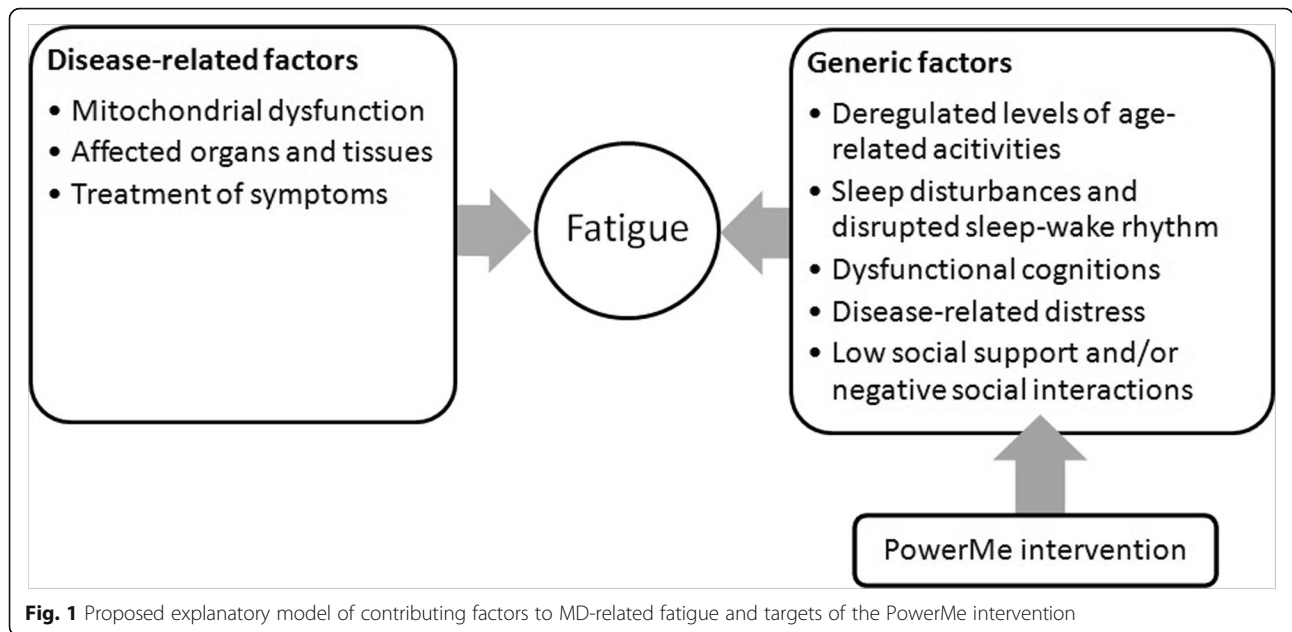 Disease-related factors
• Mitochondrial dysfunction
• Affected organs and tissues
• Treatment of symptoms
Fatigue
Generic factors
• Deregulated levels of age-
related acitivities
• Sleep disturbances and
disrupted sleep-wake rhythm
• Dysfunctional cognitions
• Disease-related distress
• Low social support and/or
negative social interactions
PowerMe intervention
Fig. 1 Proposed explanatory model of contributing factors to MD-related fatigue and targets of the PowerMe intervention